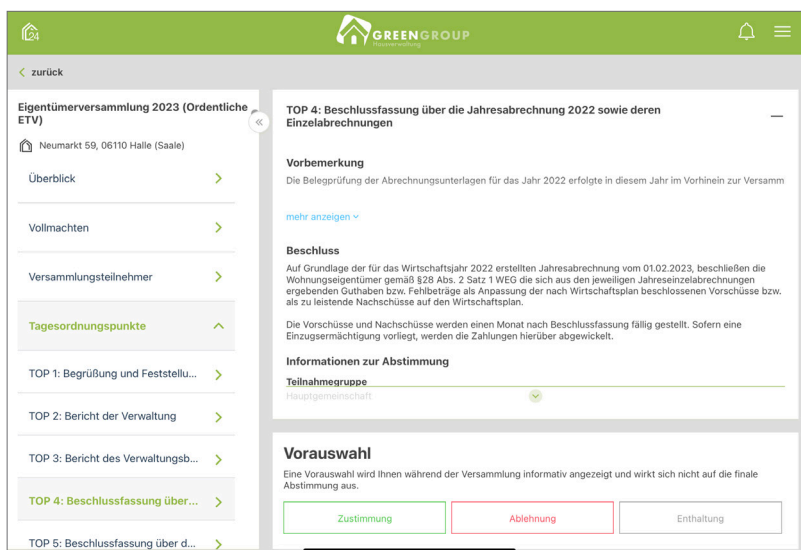 24
GREENGROUP
Hausverwaltung
zurück
Eigentümerversammlung 2023 (Ordentliche
ETV)
Neumarkt 59, 06110 Halle (Saale)
Überblick
Vollmachten
Versammlungsteilnehmer
Tagesordnungspunkte
TOP 1: Begrüßung und Feststellu...
TOP 2: Bericht der Verwaltung
TOP 3: Bericht des Verwaltungsb...
TOP 4: Beschlussfassung über...
TOP 5: Beschlussfassung über d...
TOP 4: Beschlussfassung über die Jahresabrechnung 2022 sowie deren
Einzelabrechnungen
Vorbemerkung
Die Belegprüfung der Abrechnungsunterlagen für das Jahr 2022 erfolgte in diesem Jahr im Vorhinein zur Versamm
mehr anzeigen
Beschluss
Auf Grundlage der für das Wirtschaftsjahr 2022 erstellten Jahresabrechnung vom 01.02.2023, beschließen die
Wohnungseigentümer gemäß §28 Abs. 2 Satz 1 WEG die sich aus den jeweiligen Jahreseinzelabrechnungen
ergebenden Guthaben bzw. Fehlbeträge als Anpassung der nach Wirtschaftsplan beschlossenen Vorschüsse bzw.
als zu leistende Nachschüsse auf den Wirtschaftsplan.
Die Vorschüsse und Nachschüsse werden einen Monat nach Beschlussfassung fällig gestellt. Sofern eine
Einzugsermächtigung vorliegt, werden die Zahlungen hierüber abgewickelt.
Informationen zur Abstimmung
Teilnahmegruppe
Hauptgemeinschaft
Vorauswahl
Eine Vorauswahl wird Ihnen während der Versammlung informativ angezeigt und wirkt sich nicht auf die finale
Abstimmung aus.
Zustimmung
Ablehnung
Enthaltung